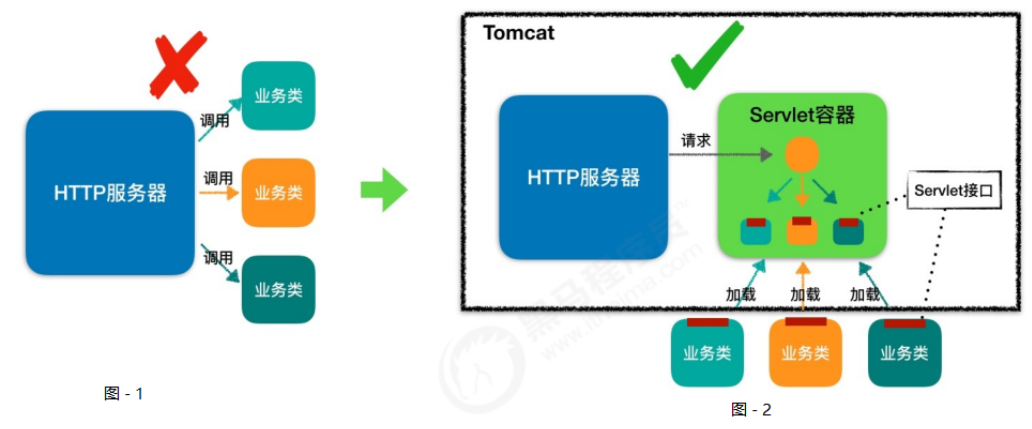 业务类
调用
HTTP服务器
调用
业务类
调用
业务类
图 - 1
Tomcat
Servlet容器
请求
HTTP服务器
Servlet接口
加载
加载
加载
业务类
业务类
业务类
图 - 2
黑马程序员
www.itheima.com